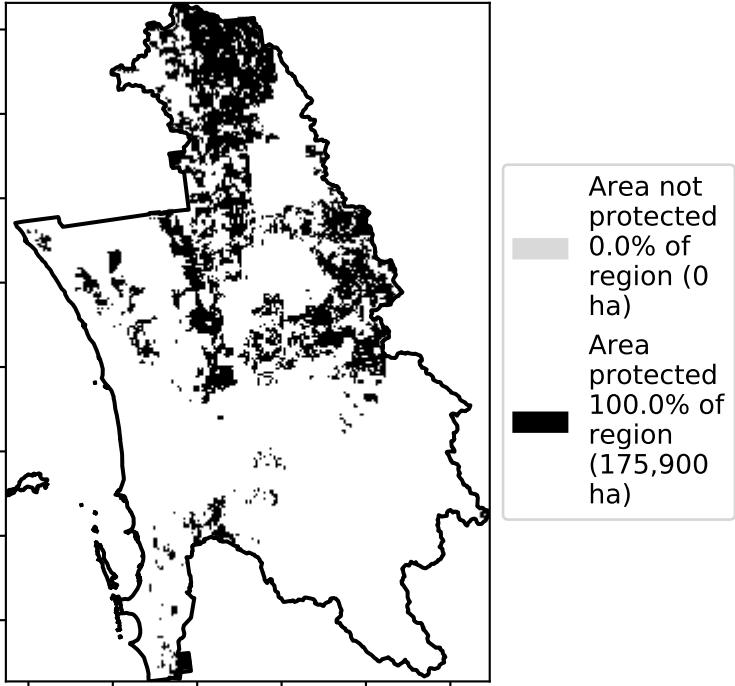 Area not
protected
0.0% of
region (0
ha)
Area
protected
100.0% of
region
(175,900
ha)